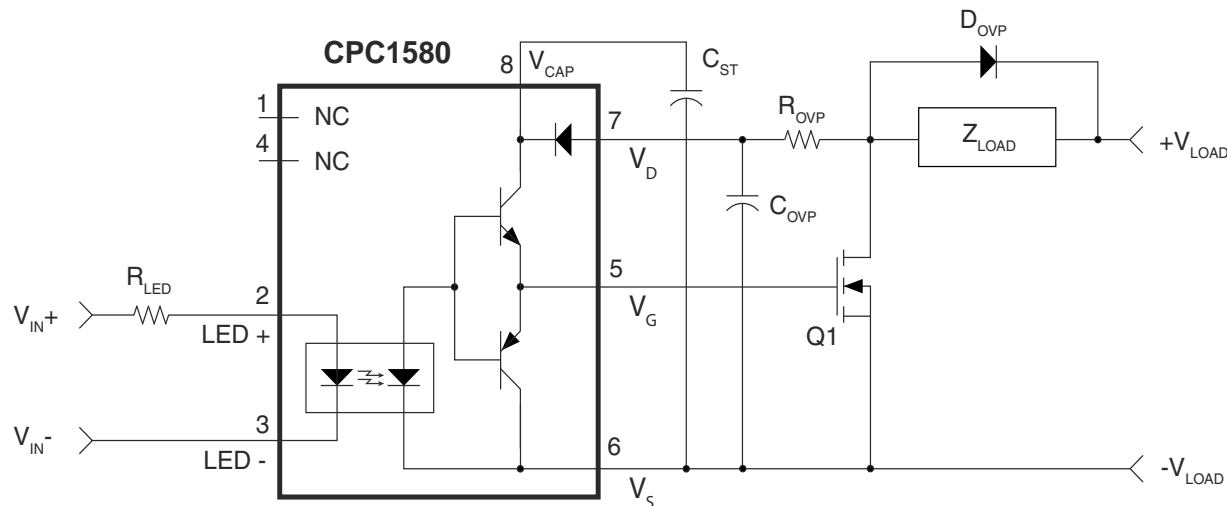 CPC1580
8
V_CAP
C_ST
D_OVP
1
NC
4
NC
7
V_D
R_OVP
Z_LOAD
+V_LOAD
C_OVP
R_LED
2
V_IN+
LED +
5
V_G
Q1
3
V_IN-
LED -
6
V_S
-V_LOAD